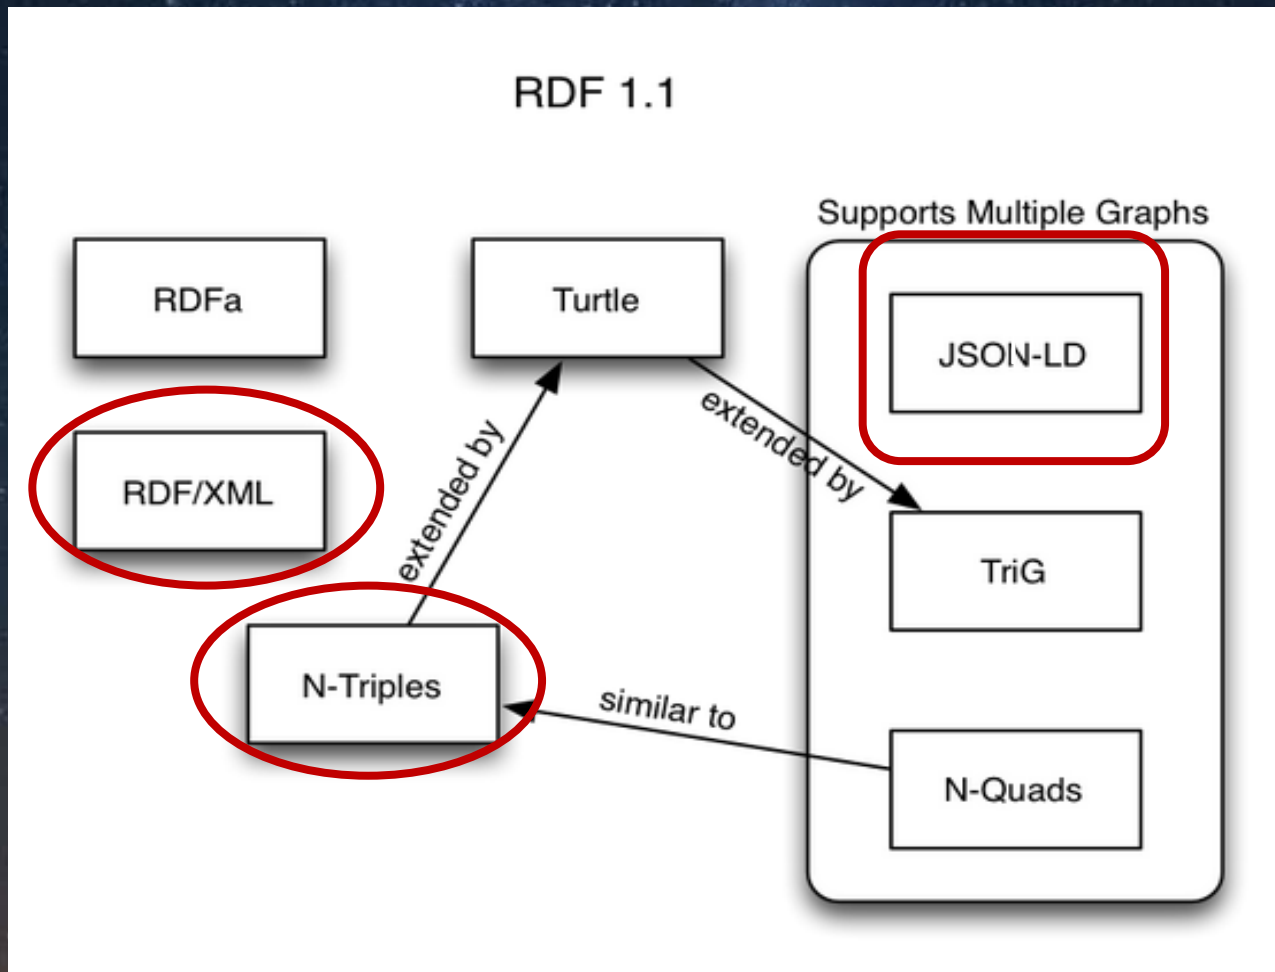 RDF 1.1
Supports Multiple Graphs
RDFa
Turtle
JSON-LD
extended by
extended by
RDF/XML
TriG
N-Triples
similar to
N-Quads